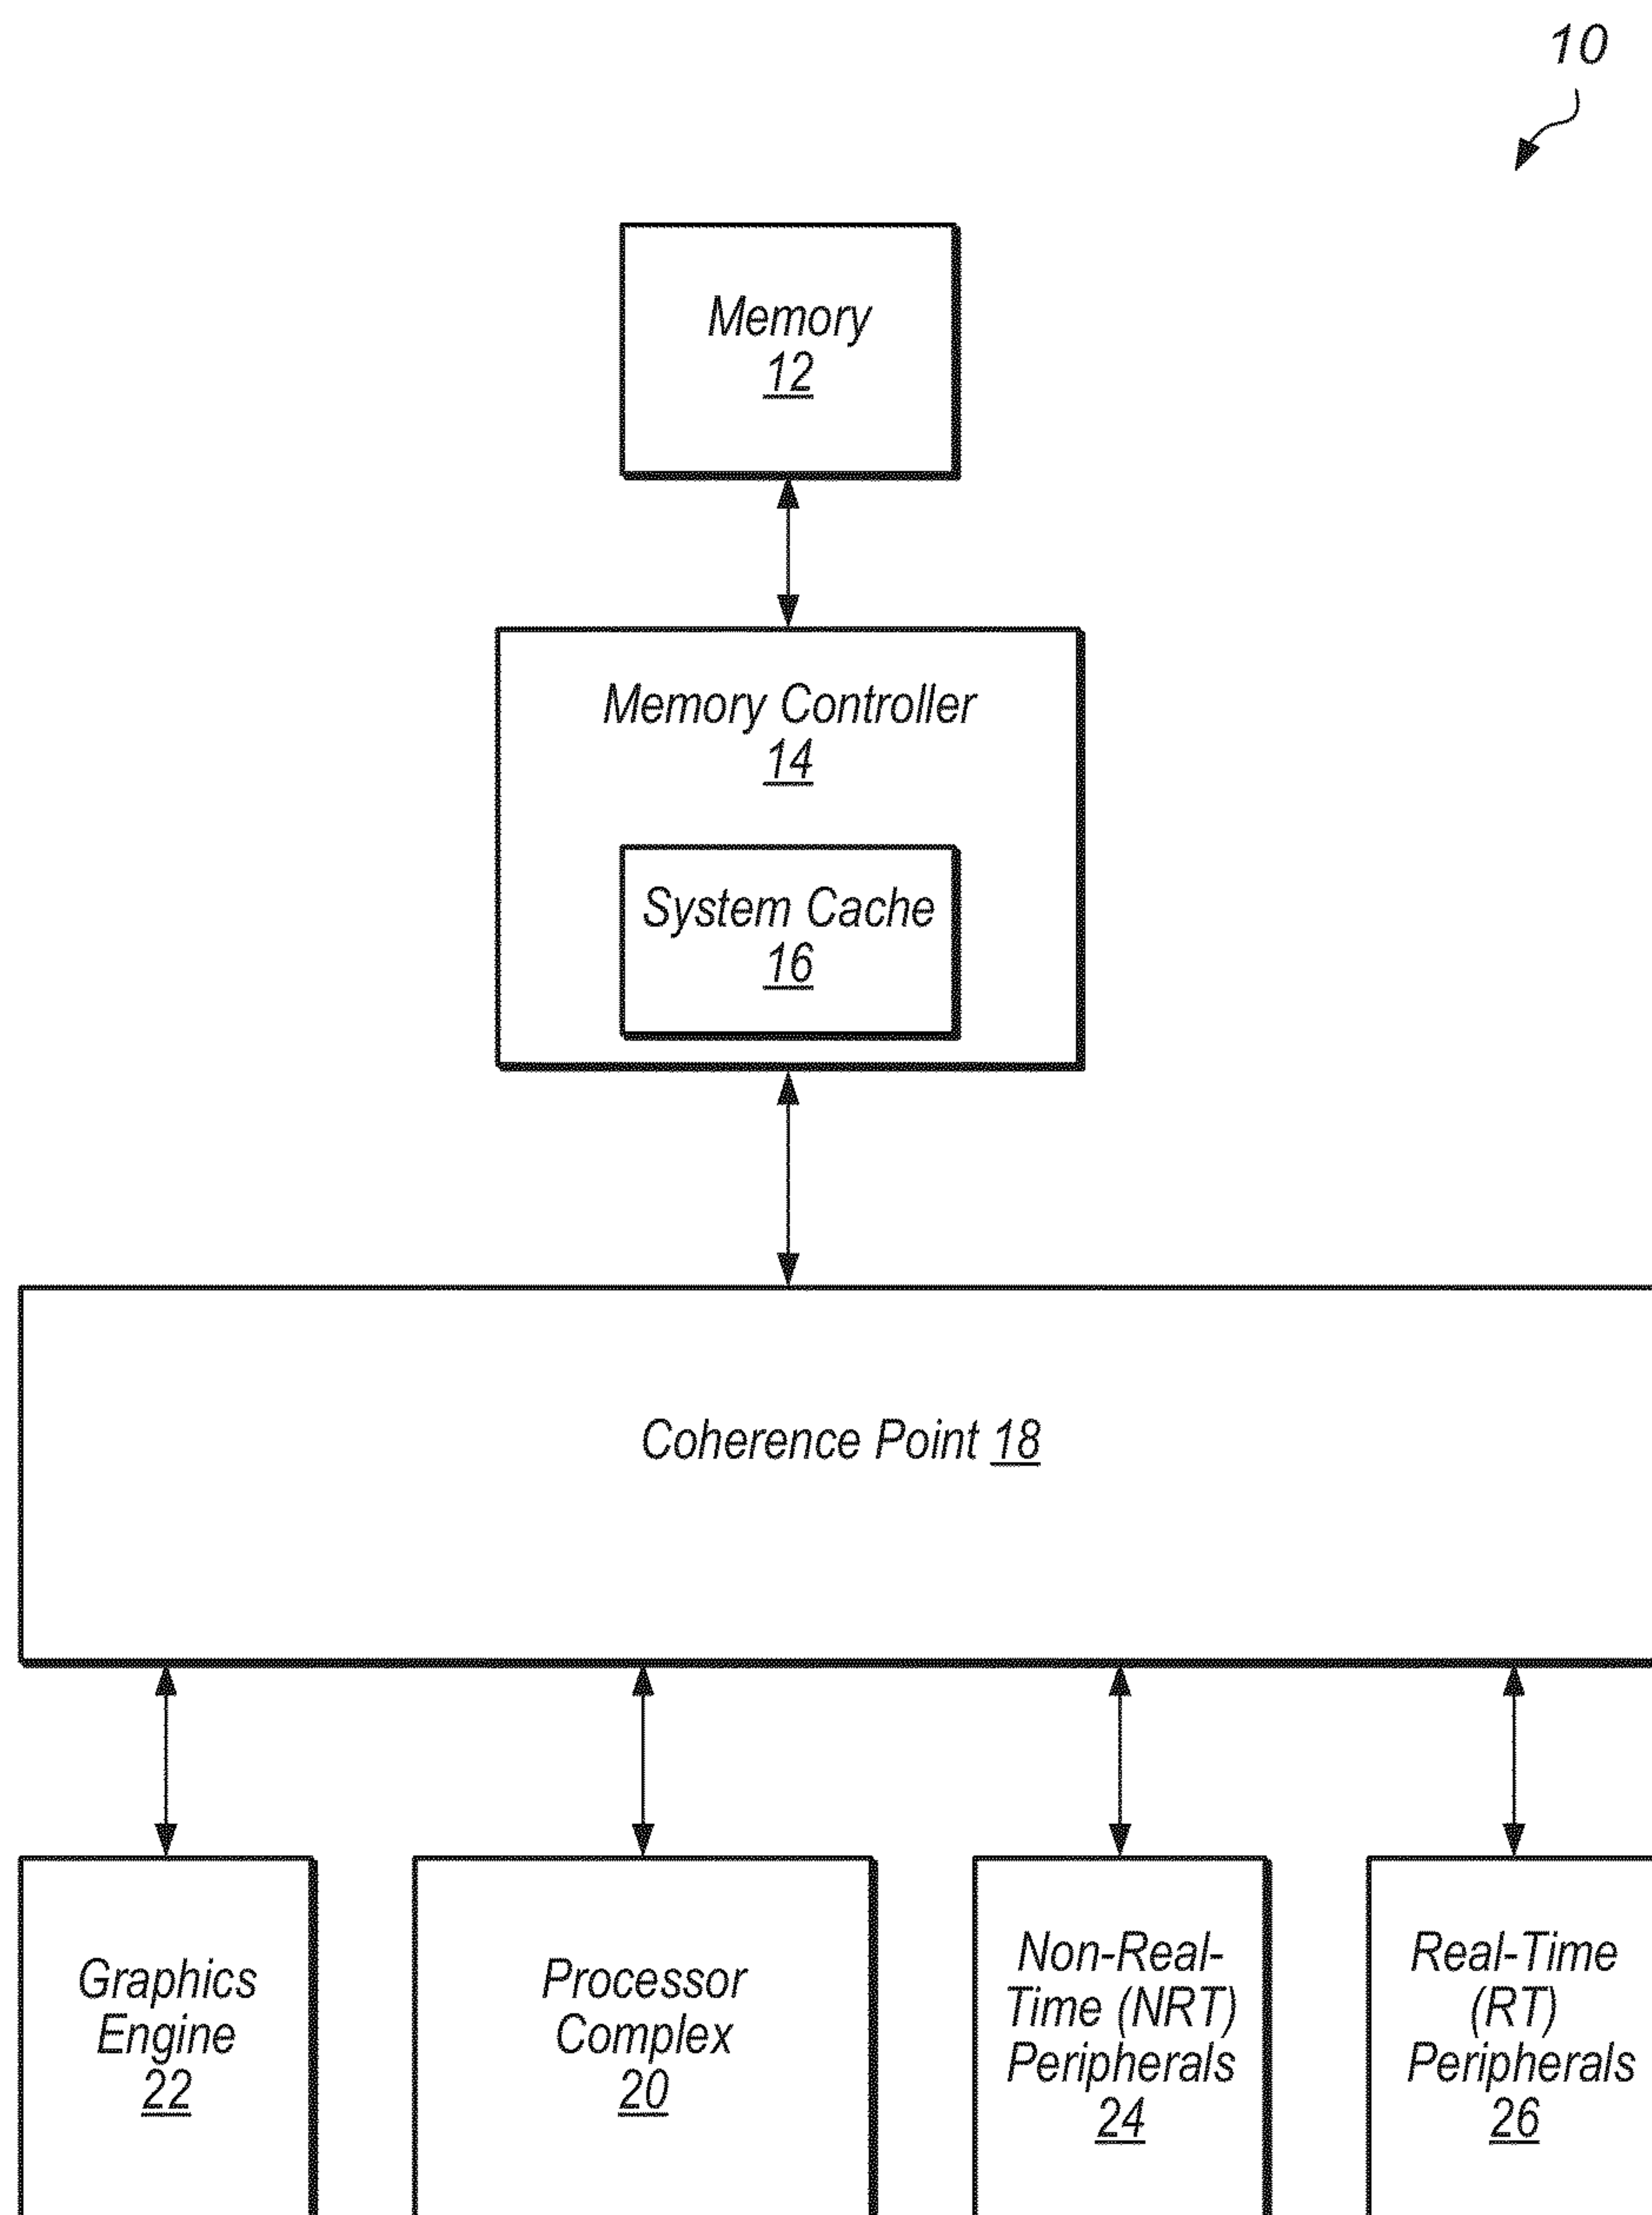 10
Memory
12
Memory Controller
14
System Cache
16
Coherence Point 18
Graphics
Engine
22
Processor
Complex
20
Non-Real-
Time (NRT)
Peripherals
24
Real-Time
(RT)
Peripherals
26